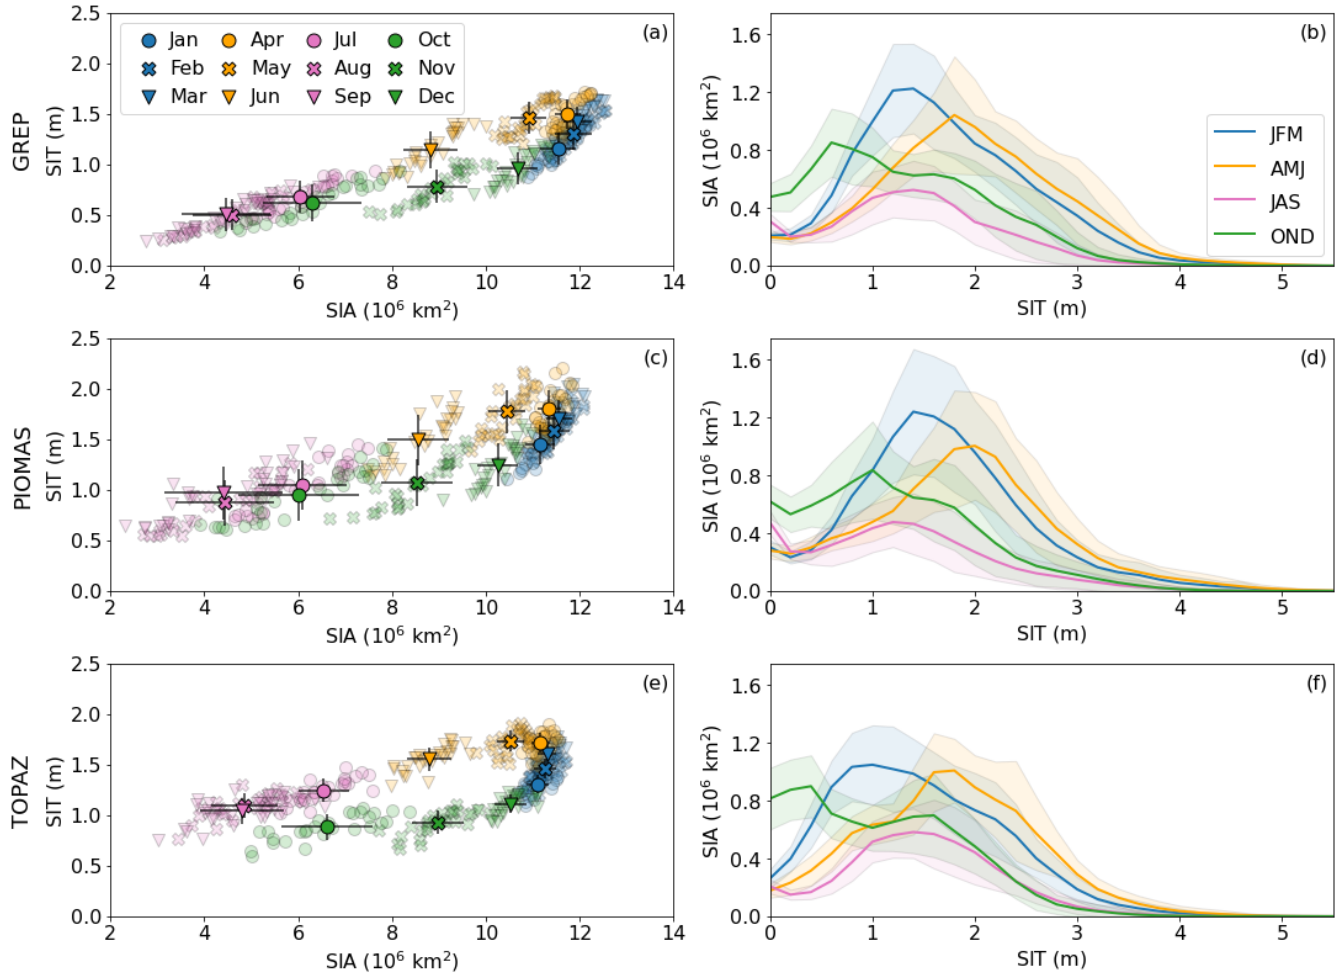 GREP
SIT (m)
2.5
2.0
1.5
1.0
0.5
0.0
Jan Apr Jul Oct
Feb May Aug Nov
Mar Jun Sep Dec
(a)
2 4 6 8 10 12 14
SIA (10⁶ km²)
SIA (10⁶ km²)
1.6
1.2
0.8
0.4
0.0
(b)
JFM
AMJ
JAS
OND
0 1 2 3 4 5
SIT (m)
PIOMAS
SIT (m)
2.5
2.0
1.5
1.0
0.5
0.0
(c)
2 4 6 8 10 12 14
SIA (10⁶ km²)
SIA (10⁶ km²)
1.6
1.2
0.8
0.4
0.0
(d)
0 1 2 3 4 5
SIT (m)
TOPAZ
SIT (m)
2.5
2.0
1.5
1.0
0.5
0.0
(e)
2 4 6 8 10 12 14
SIA (10⁶ km²)
SIA (10⁶ km²)
1.6
1.2
0.8
0.4
0.0
(f)
0 1 2 3 4 5
SIT (m)